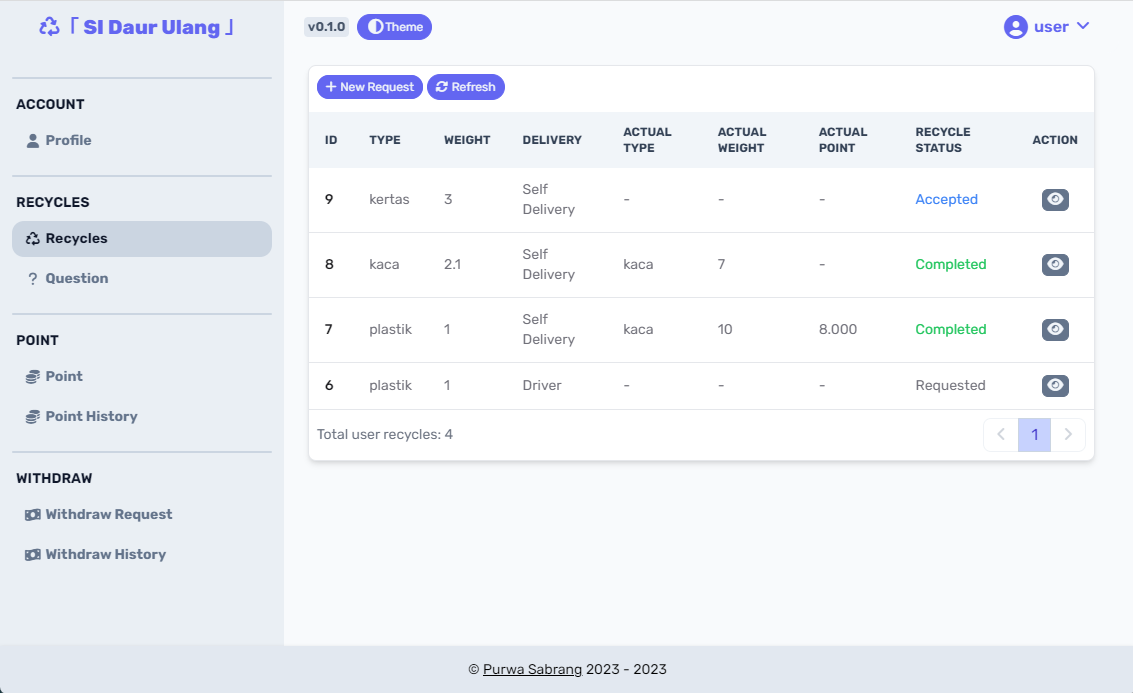 「 SI Daur Ulang 」
v0.1.0 Theme
user
ACCOUNT
Profile
RECYCLES
Recycles
? Question
POINT
Point
Point History
WITHDRAW
Withdraw Request
Withdraw History
+ New Request Refresh
ID TYPE WEIGHT DELIVERY ACTUAL TYPE ACTUAL WEIGHT ACTUAL POINT RECYCLE STATUS ACTION
9 kertas 3 Self Delivery - - - Accepted
8 kaca 2.1 Self Delivery kaca 7 - Completed
7 plastik 1 Self Delivery kaca 10 8.000 Completed
6 plastik 1 Driver - - - Requested
Total user recycles: 4
1
© Purwa Sabrang 2023 - 2023